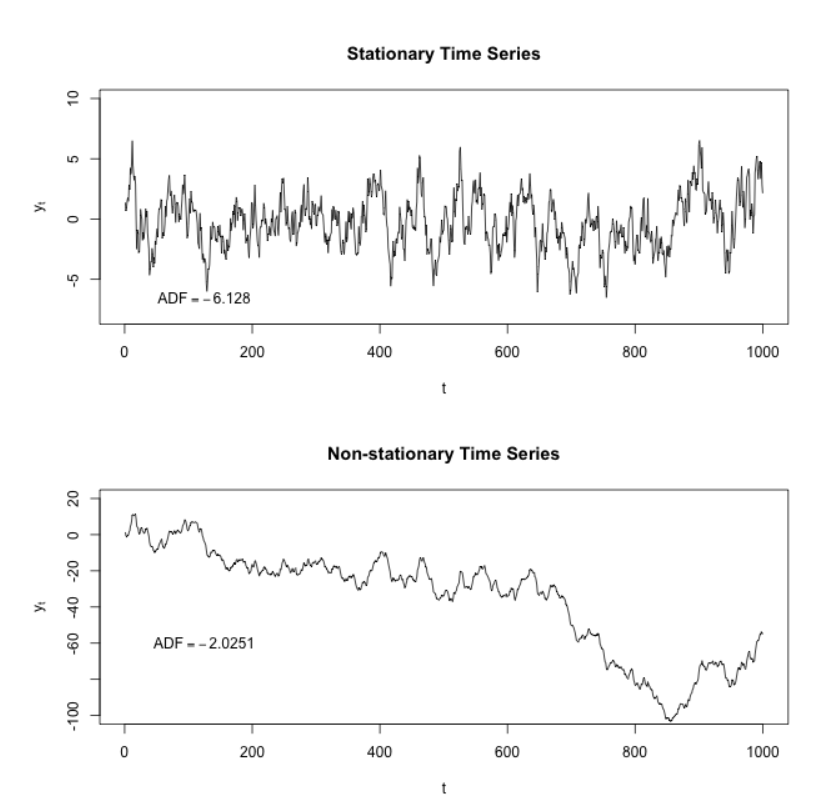 Stationary Time Series
10
5
0
-5
yt
ADF = − 6.128
0 200 400 600 800 1000
t
Non-stationary Time Series
20
0
-20
-40
-60
-100
yt
ADF = − 2.0251
0 200 400 600 800 1000
t